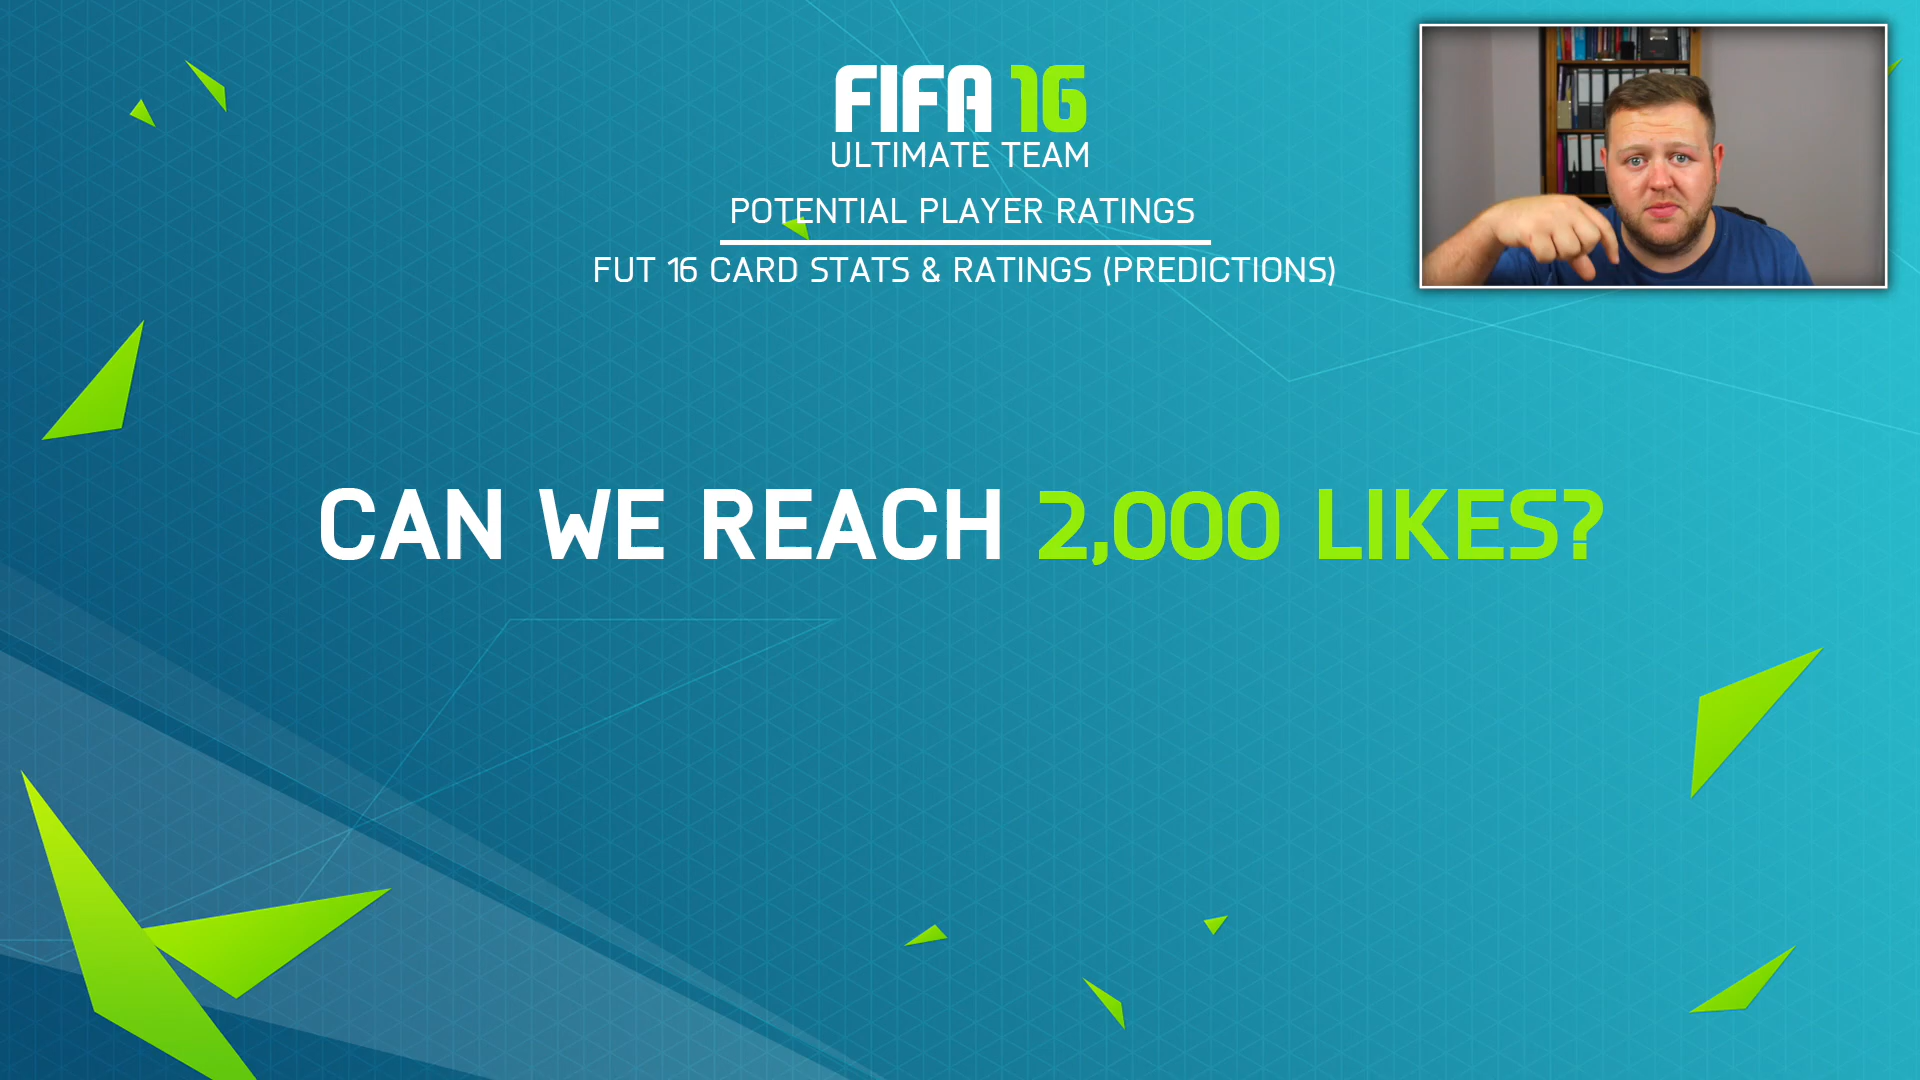 FIFA 16
ULTIMATE TEAM
POTENTIAL PLAYER RATINGS
FUT 16 CARD STATS & RATINGS (PREDICTIONS)
CAN WE REACH 2,000 LIKES?